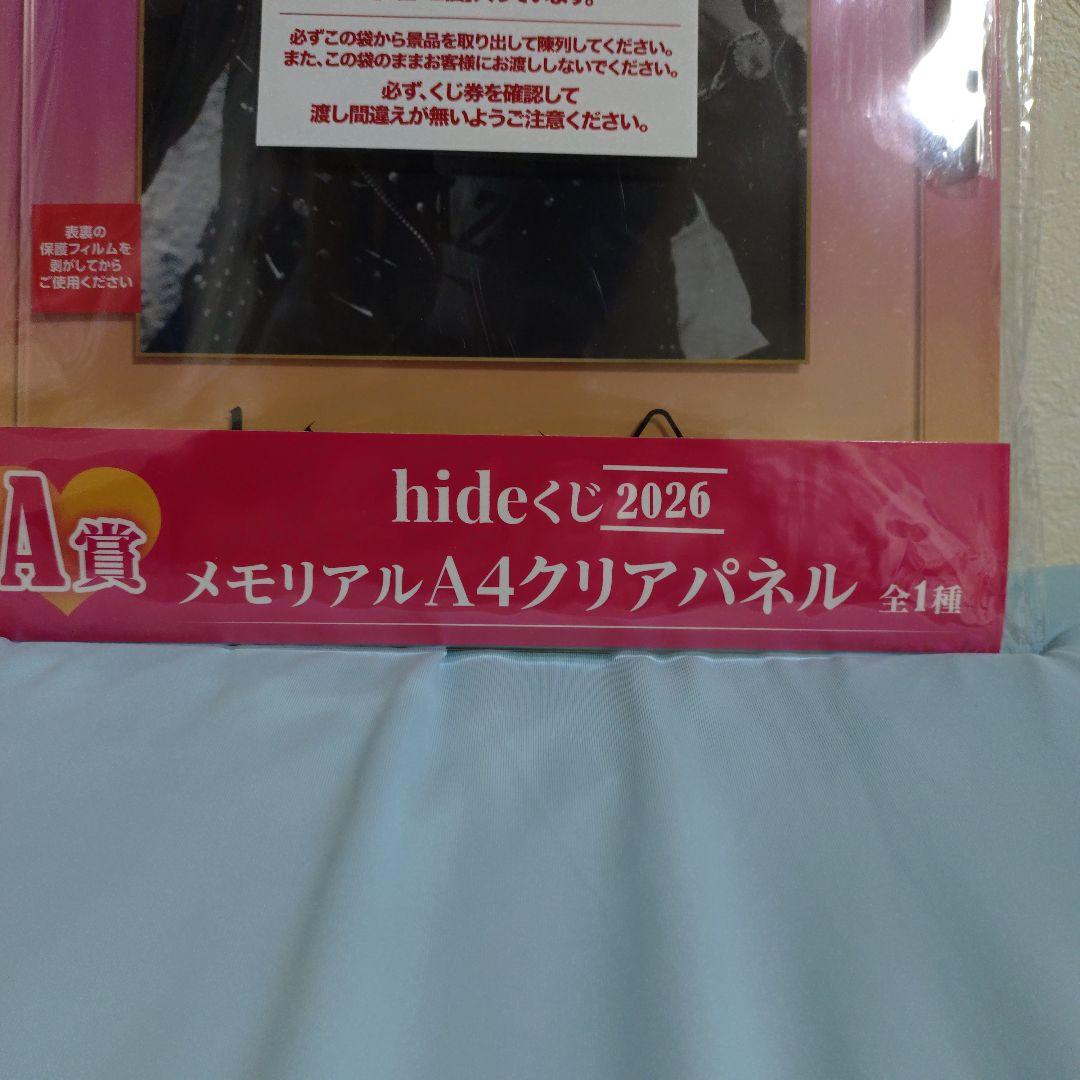 います。
必ずこの袋から景品を取り出して陳列してください。
また、この袋のままお客様にお渡ししないでください。
必ず、くじ券を確認して
渡し間違えが無いようご注意ください。
表裏の
保護フィルムを
剥がしてから
ご使用ください
A賞
hideくじ 2026
メモリアルA4クリアパネル 全1種